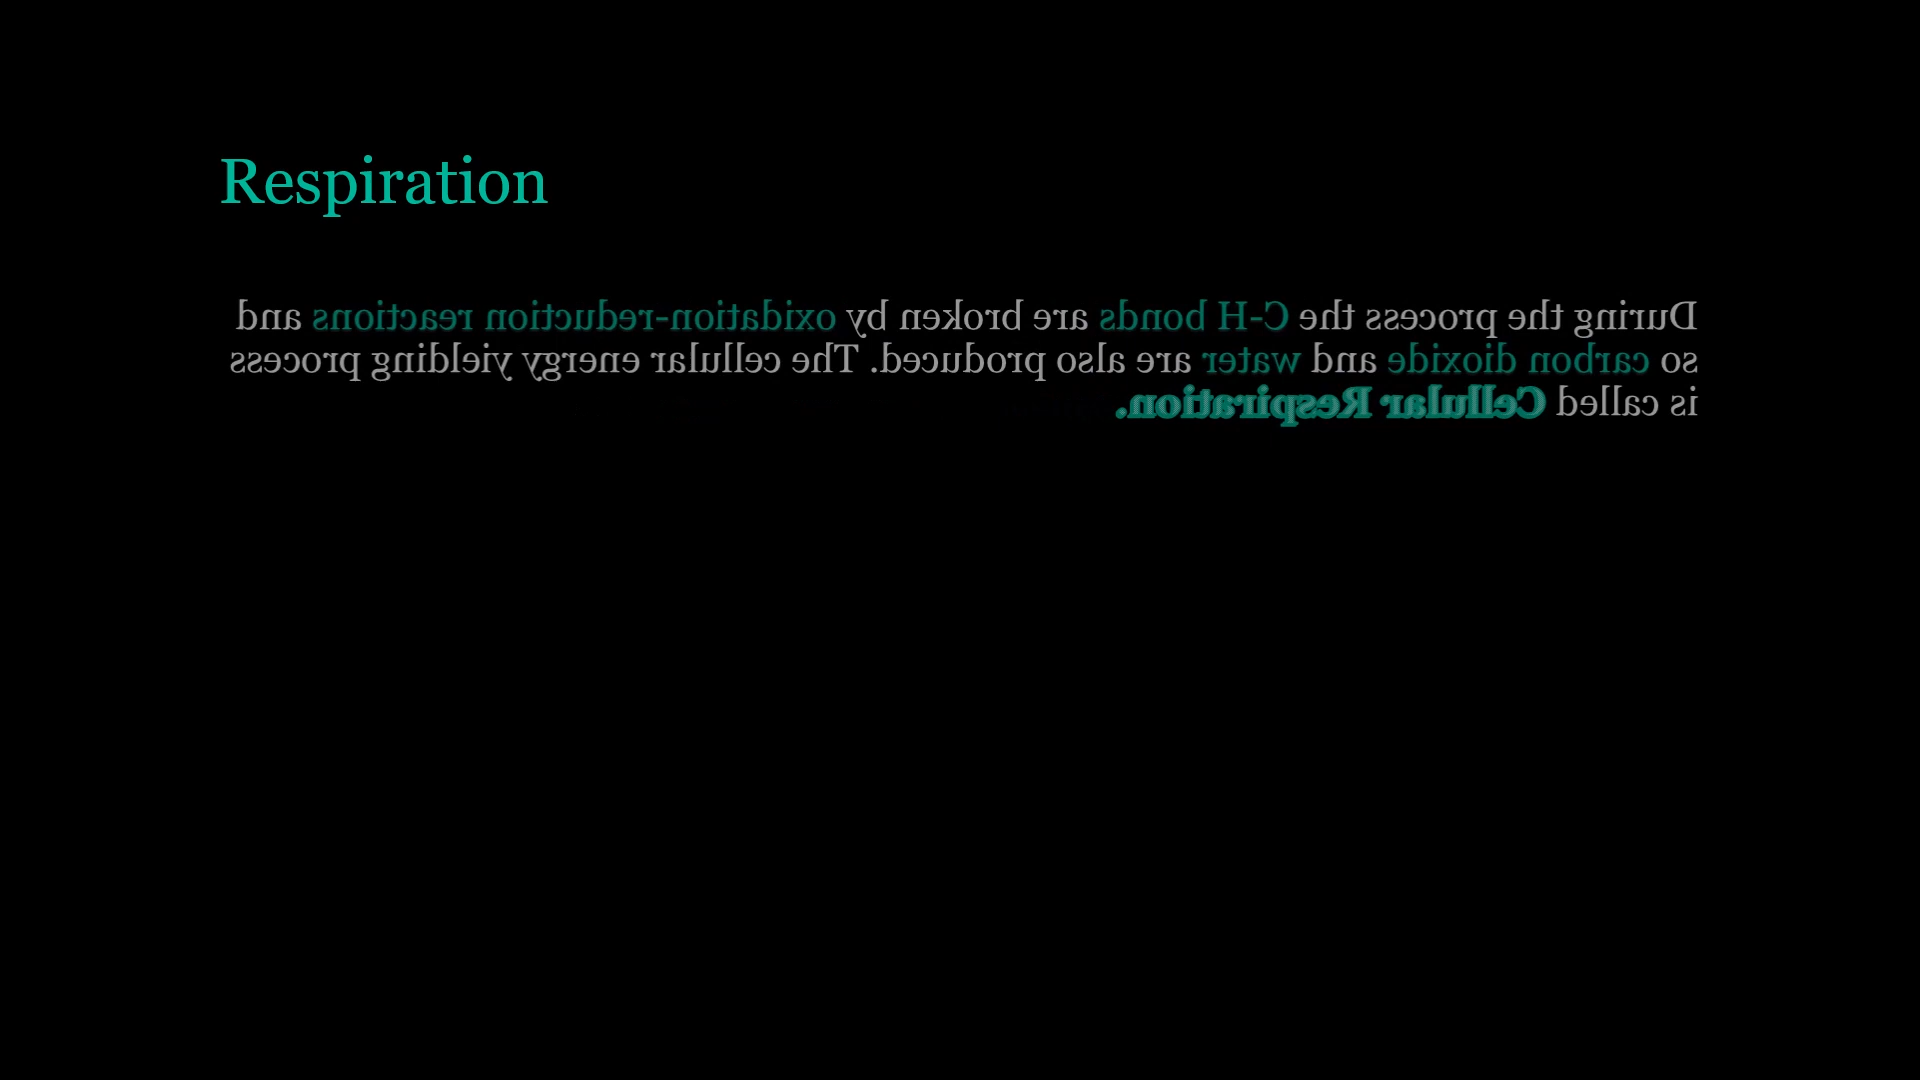 Respiration
During the process the C-H bonds are broken by oxidation-reduction reactions and
so carbon dioxide and water are also produced. The cellular energy yielding process
is called Cellular Respiration.